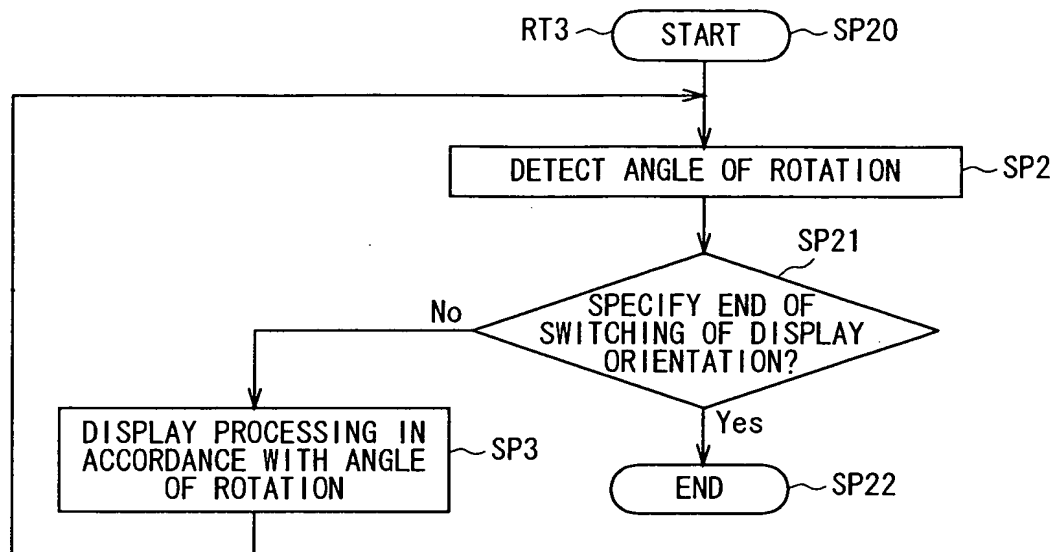 RT3 START SP20
DETECT ANGLE OF ROTATION SP2
SP21
SPECIFY END OF
SWITCHING OF DISPLAY
ORIENTATION?
No
Yes
DISPLAY PROCESSING IN
ACCORDANCE WITH ANGLE
OF ROTATION
SP3
END SP22